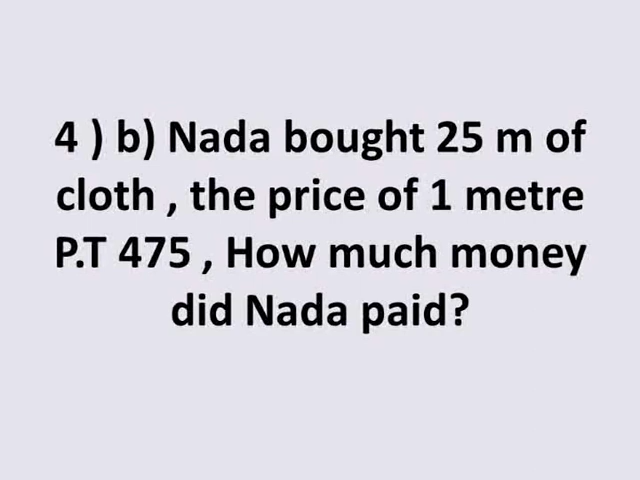 4 ) b) Nada bought 25 m of
cloth , the price of 1 metre
P.T 475 , How much money
did Nada paid?